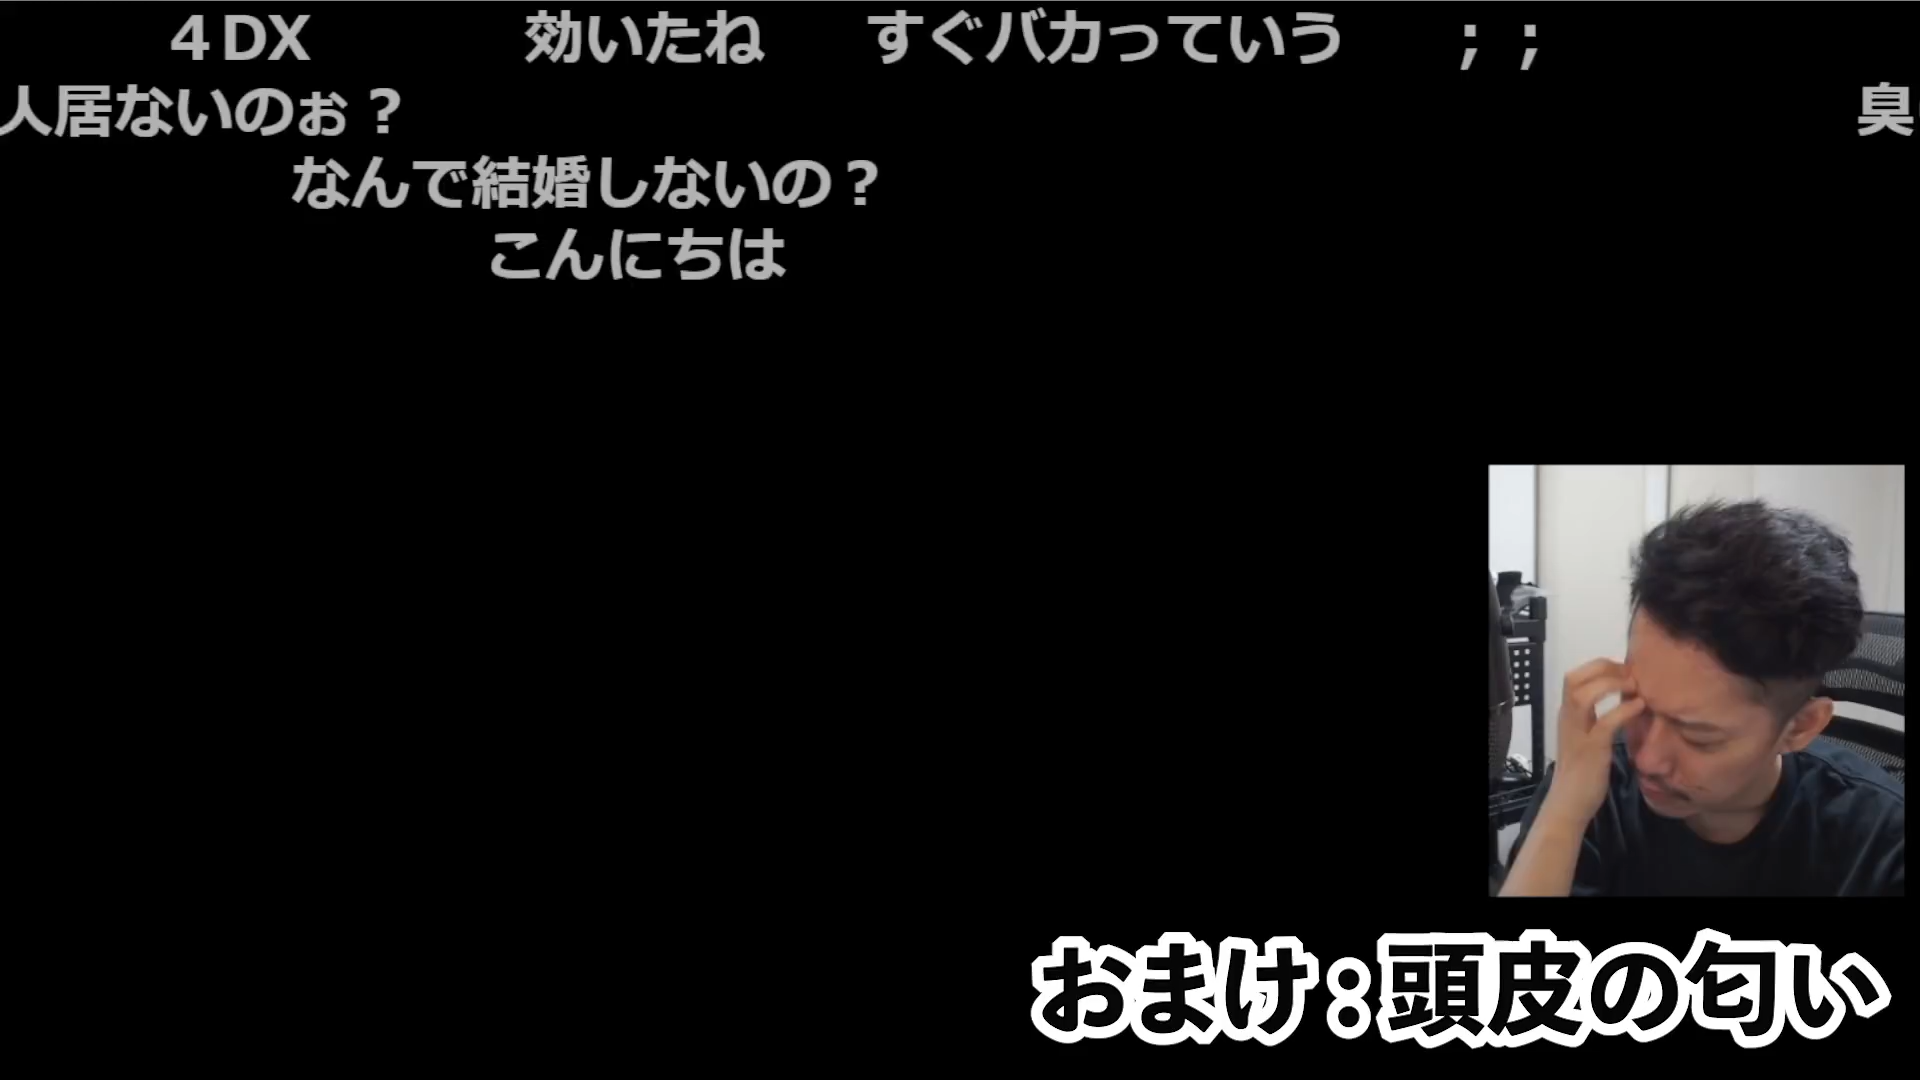 ４DX 効いたね すぐバカっていう ；；
人居ないのぉ？ 臭
なんで結婚しないの？
こんにちは
おまけ：頭皮の匂い